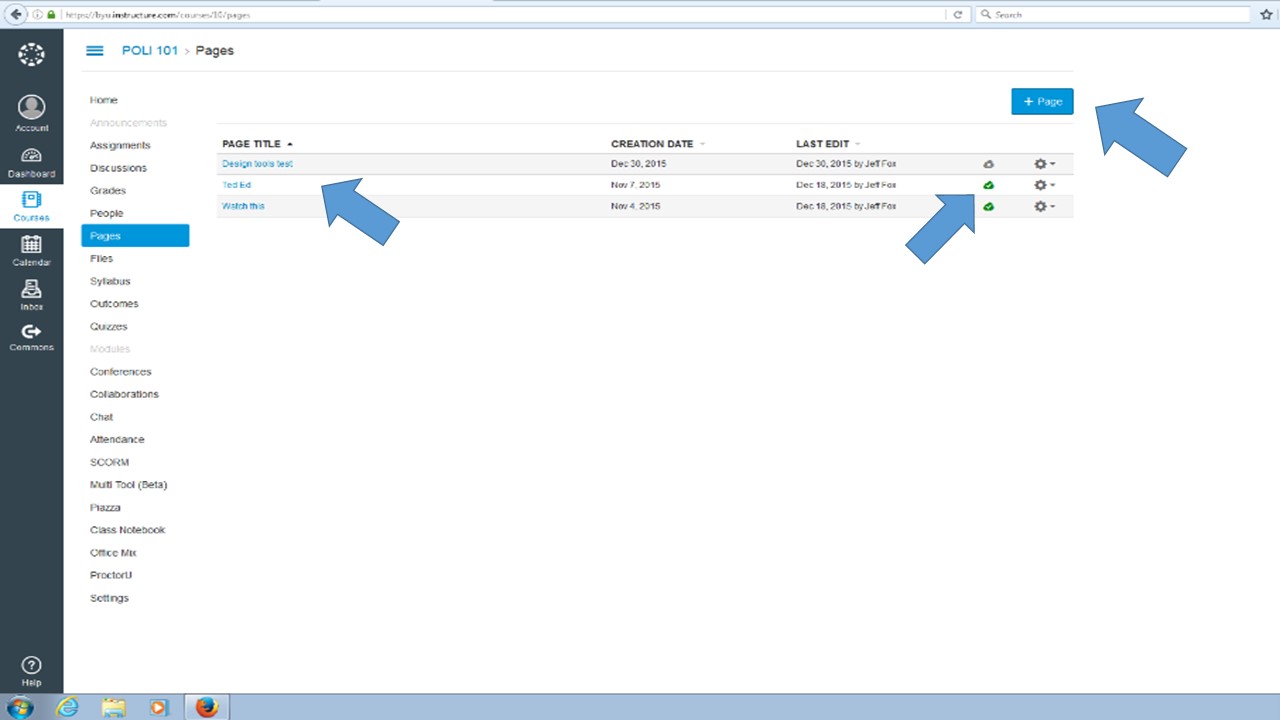 https://byu.instructure.com/courses/10/pages
Search
POLI 101 > Pages
Account
Dashboard
Courses
Calendar
Inbox
Commons
Help
Home
Announcements
Assignments
Discussions
Grades
People
Pages
Files
Syllabus
Outcomes
Quizzes
Modules
Conferences
Collaborations
Chat
Attendance
SCORM
Multi Tool (Beta)
Piazza
Class Notebook
Office Mix
ProctorU
Settings
+ Page
PAGE TITLE CREATION DATE LAST EDIT
Design tools test Dec 30, 2015 Dec 30, 2015 by Jeff Fox
Ted Ed Nov 7, 2015 Dec 18, 2015 by Jeff Fox
Watch this Nov 4, 2015 Dec 18, 2015 by Jeff Fox